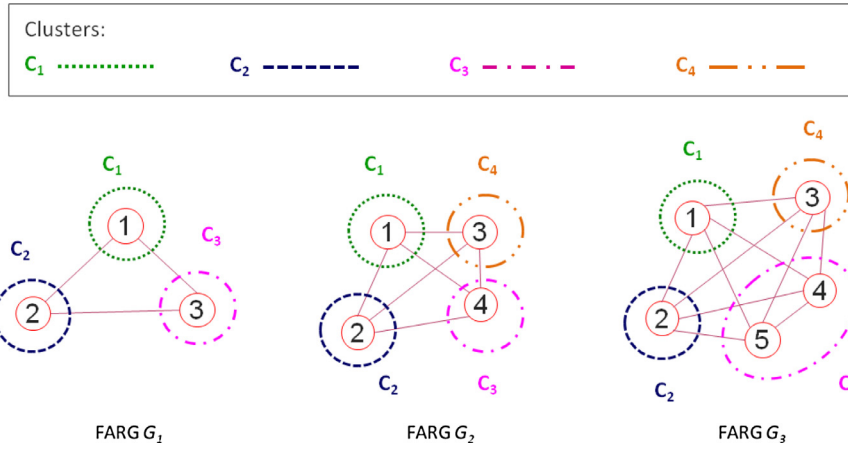 Clusters:
C₁ C₂ C₃ C₄
C₁ C₁ C₄ C₁ C₄
C₂ C₃
1 1 3 1 3
2 3 2 4 2 4 5
C₂ C₃ C₂ C
FARG G₁ FARG G₂ FARG G₃